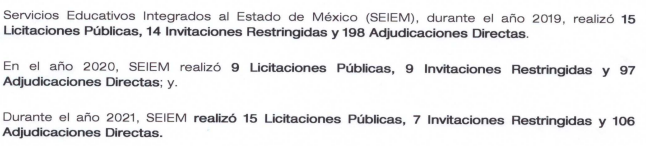 Servicios Educativos Integrados al Estado de México (SEIEM), durante el año 2019, realizó 15
Licitaciones Públicas, 14 Invitaciones Restringidas y 198 Adjudicaciones Directas.
En el año 2020, SEIEM realizó 9 Licitaciones Públicas, 9 Invitaciones Restringidas y 97
Adjudicaciones Directas; y.
Durante el año 2021, SEIEM realizó 15 Licitaciones Públicas, 7 Invitaciones Restringidas y 106
Adjudicaciones Directas.